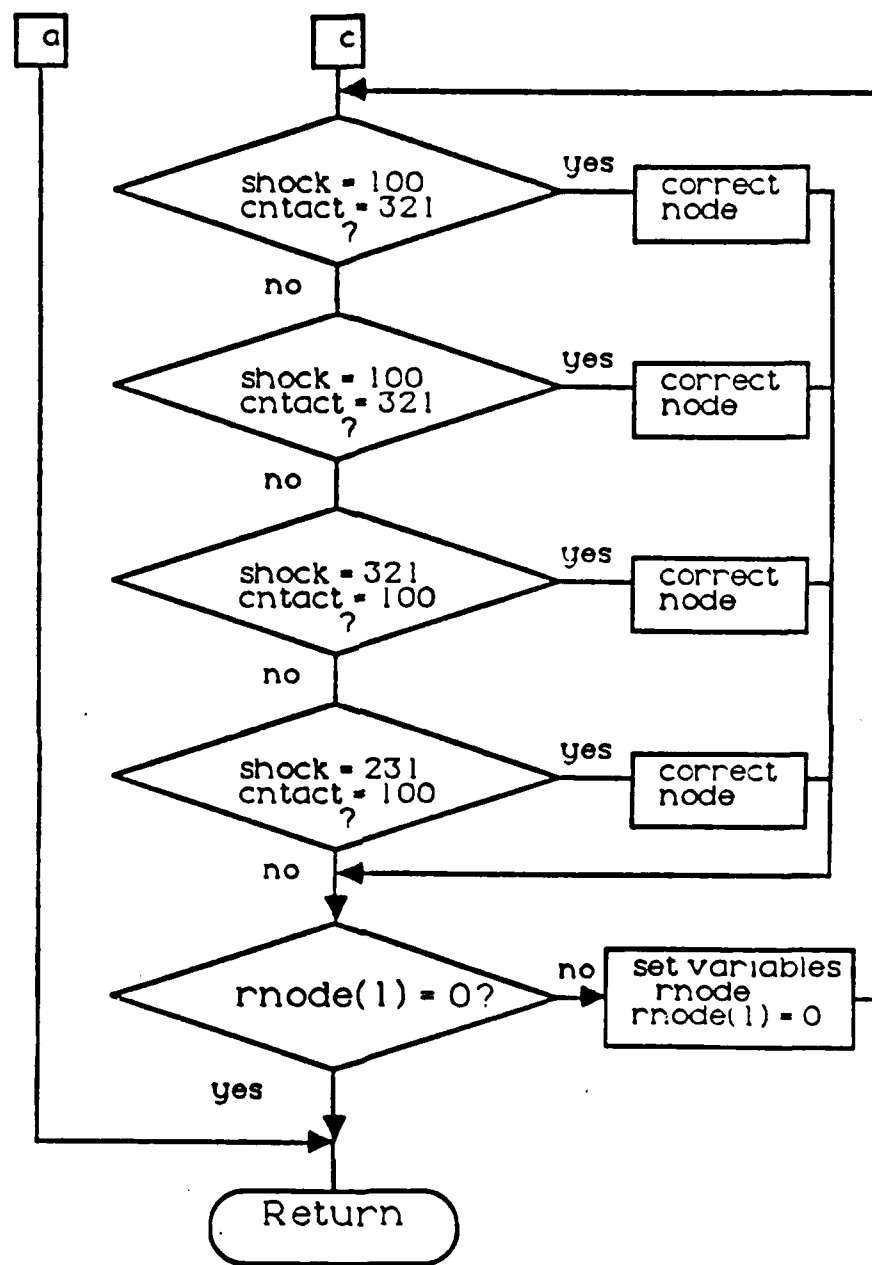 a
c
shock = 100
cntact = 321
?
yes
correct
node
no
shock = 100
cntact = 321
?
yes
correct
node
no
shock = 321
cntact = 100
?
yes
correct
node
no
shock = 231
cntact = 100
?
yes
correct
node
no
rnode(1) = 0?
no
set variables
rnode
rnode(1) = 0
yes
Return